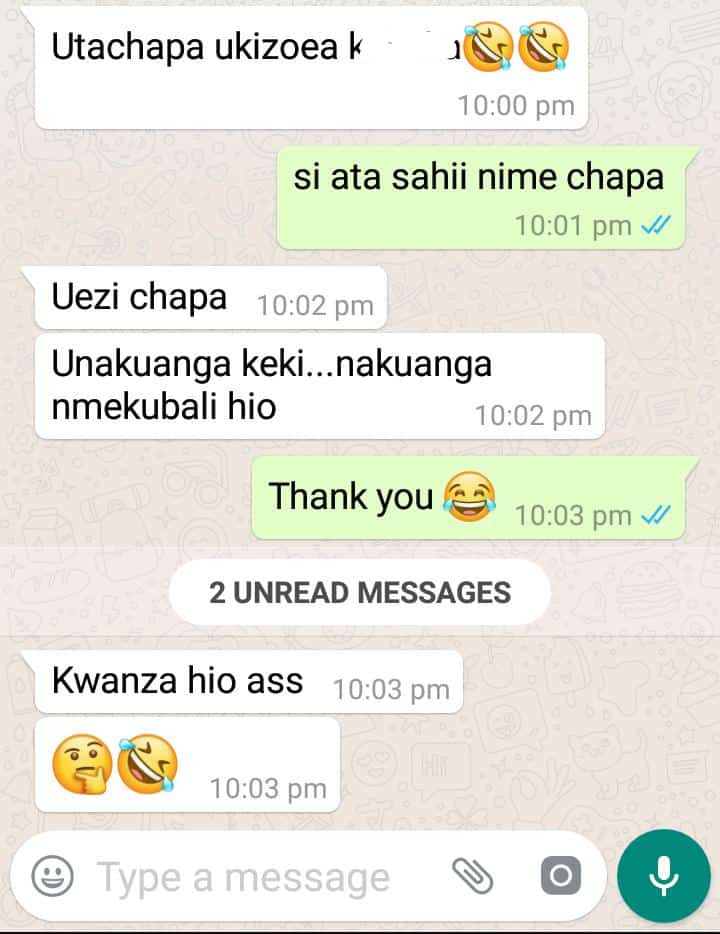 Utachapa ukizoea
10:00 pm
si ata sahii nime chapa
10:01 pm
Uezi chapa 10:02 pm
Unakuanga keki...nakuanga
nmekubali hio 10:02 pm
Thank you 😂 10:03 pm
2 UNREAD MESSAGES
Kwanza hio ass 10:03 pm
🤔🤣 10:03 pm
Type a message